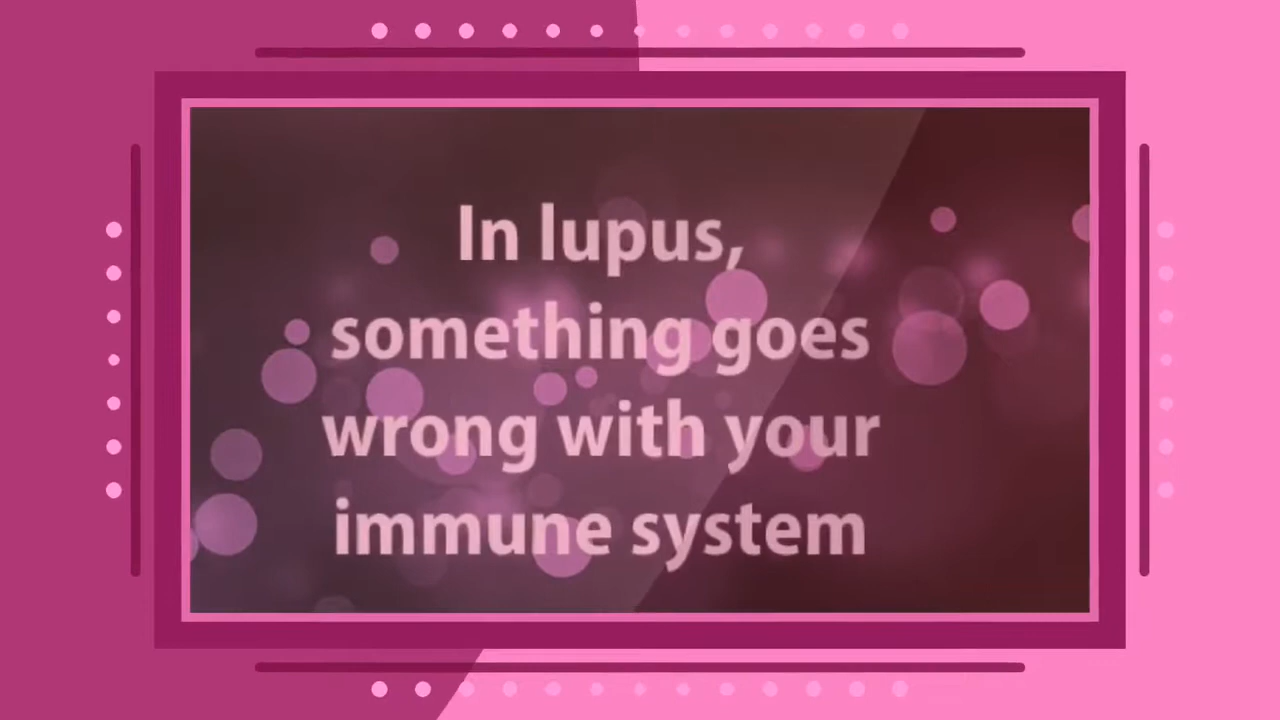 In lupus,
something goes
wrong with your
immune system